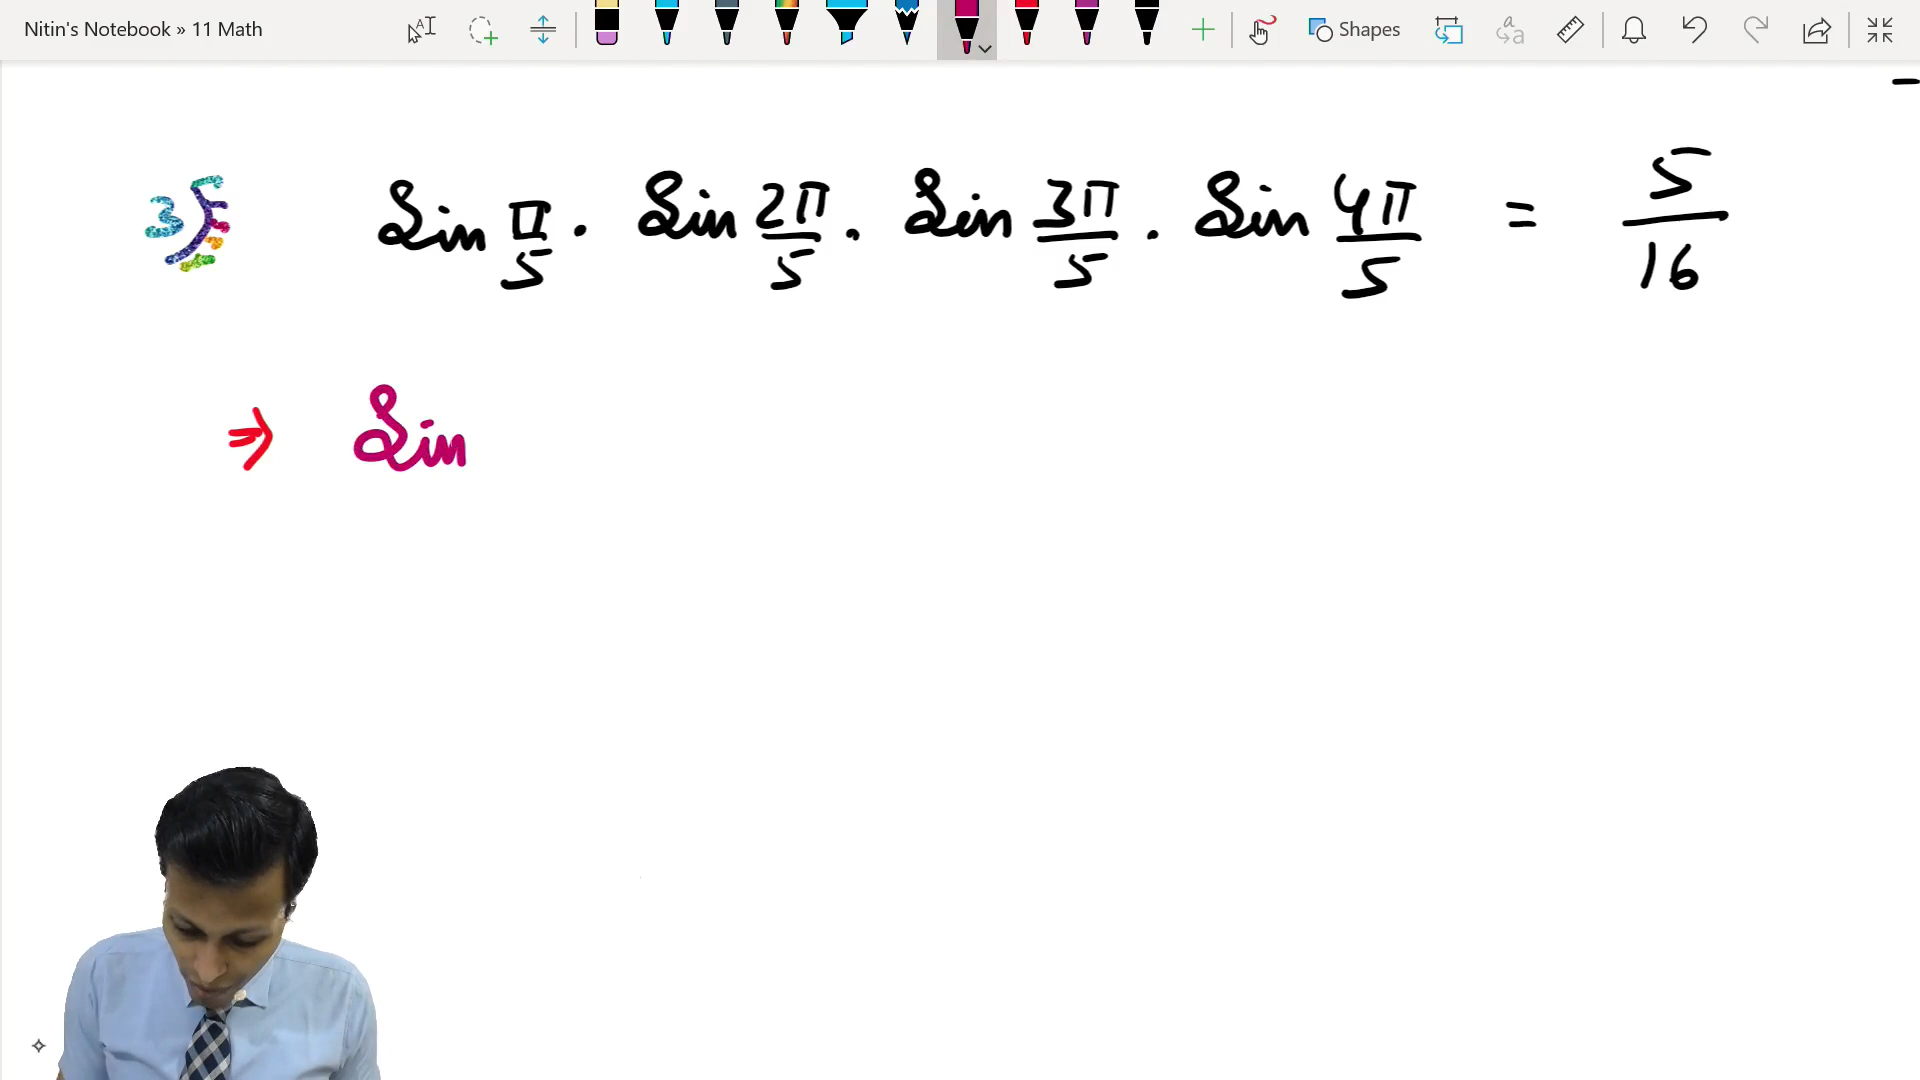 Nitin's Notebook » 11 Math
Shapes
3) Sin π/5 . Sin 2π/5 . Sin 3π/5 . Sin 4π/5 = 5/16
⇒ Sin